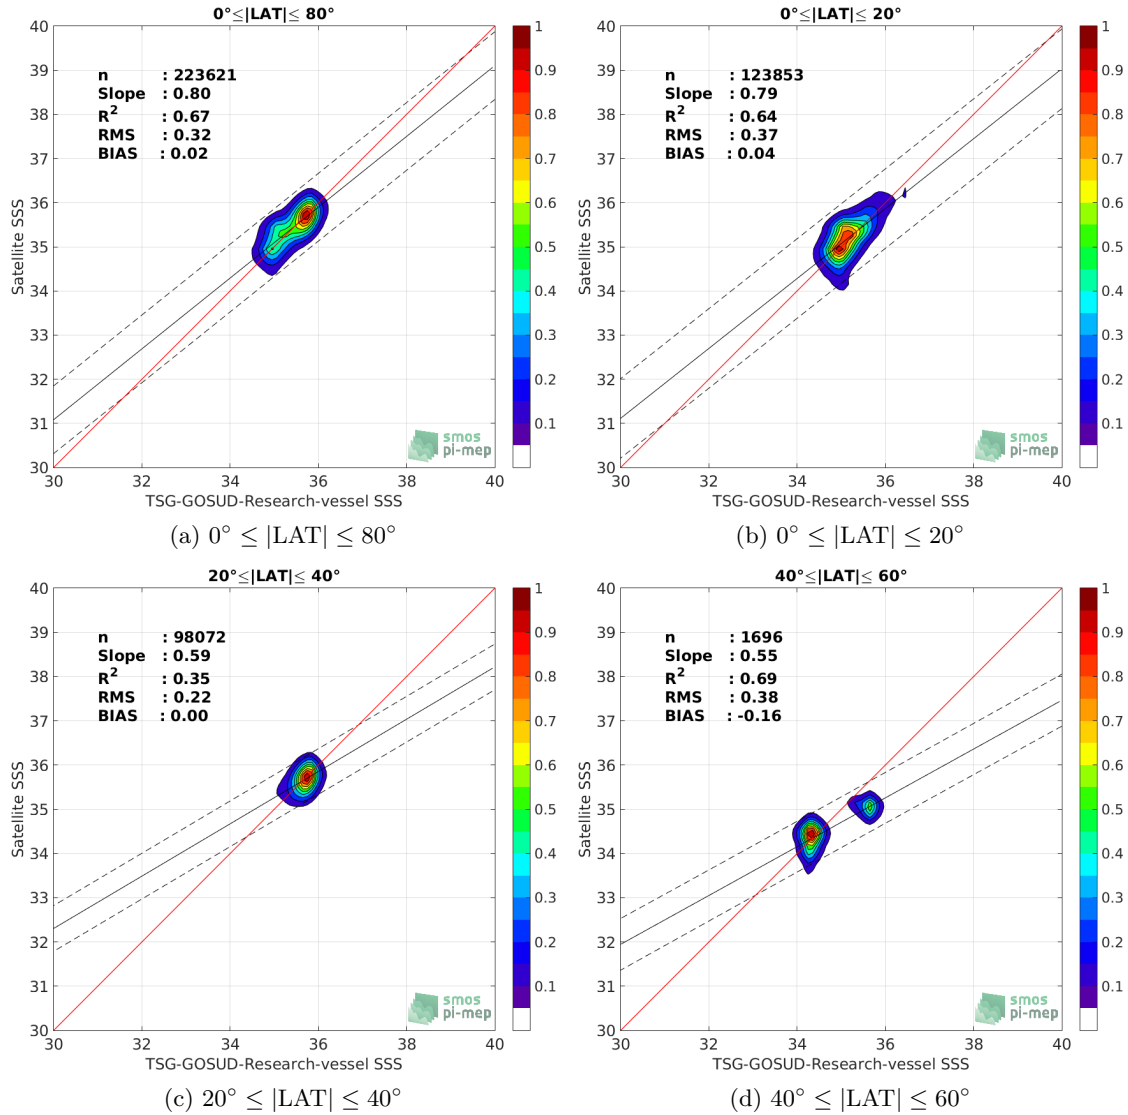 0°≤|LAT|≤ 80°
n : 223621
Slope : 0.80
R² : 0.67
RMS : 0.32
BIAS : 0.02
40
39
38
37
36
35
34
33
32
31
30
Satellite SSS
30 32 34 36 38 40
TSG-GOSUD-Research-vessel SSS
1
0.9
0.8
0.7
0.6
0.5
0.4
0.3
0.2
0.1
smos
pi-mep
(a) 0° ≤ |LAT| ≤ 80°
0°≤|LAT|≤ 20°
n : 123853
Slope : 0.79
R² : 0.64
RMS : 0.37
BIAS : 0.04
40
39
38
37
36
35
34
33
32
31
30
Satellite SSS
30 32 34 36 38 40
TSG-GOSUD-Research-vessel SSS
1
0.9
0.8
0.7
0.6
0.5
0.4
0.3
0.2
0.1
smos
pi-mep
(b) 0° ≤ |LAT| ≤ 20°
20°≤|LAT|≤ 40°
n : 98072
Slope : 0.59
R² : 0.35
RMS : 0.22
BIAS : 0.00
40
39
38
37
36
35
34
33
32
31
30
Satellite SSS
30 32 34 36 38 40
TSG-GOSUD-Research-vessel SSS
1
0.9
0.8
0.7
0.6
0.5
0.4
0.3
0.2
0.1
smos
pi-mep
(c) 20° ≤ |LAT| ≤ 40°
40°≤|LAT|≤ 60°
n : 1696
Slope : 0.55
R² : 0.69
RMS : 0.38
BIAS : -0.16
40
39
38
37
36
35
34
33
32
31
30
Satellite SSS
30 32 34 36 38 40
TSG-GOSUD-Research-vessel SSS
1
0.9
0.8
0.7
0.6
0.5
0.4
0.3
0.2
0.1
smos
pi-mep
(d) 40° ≤ |LAT| ≤ 60°